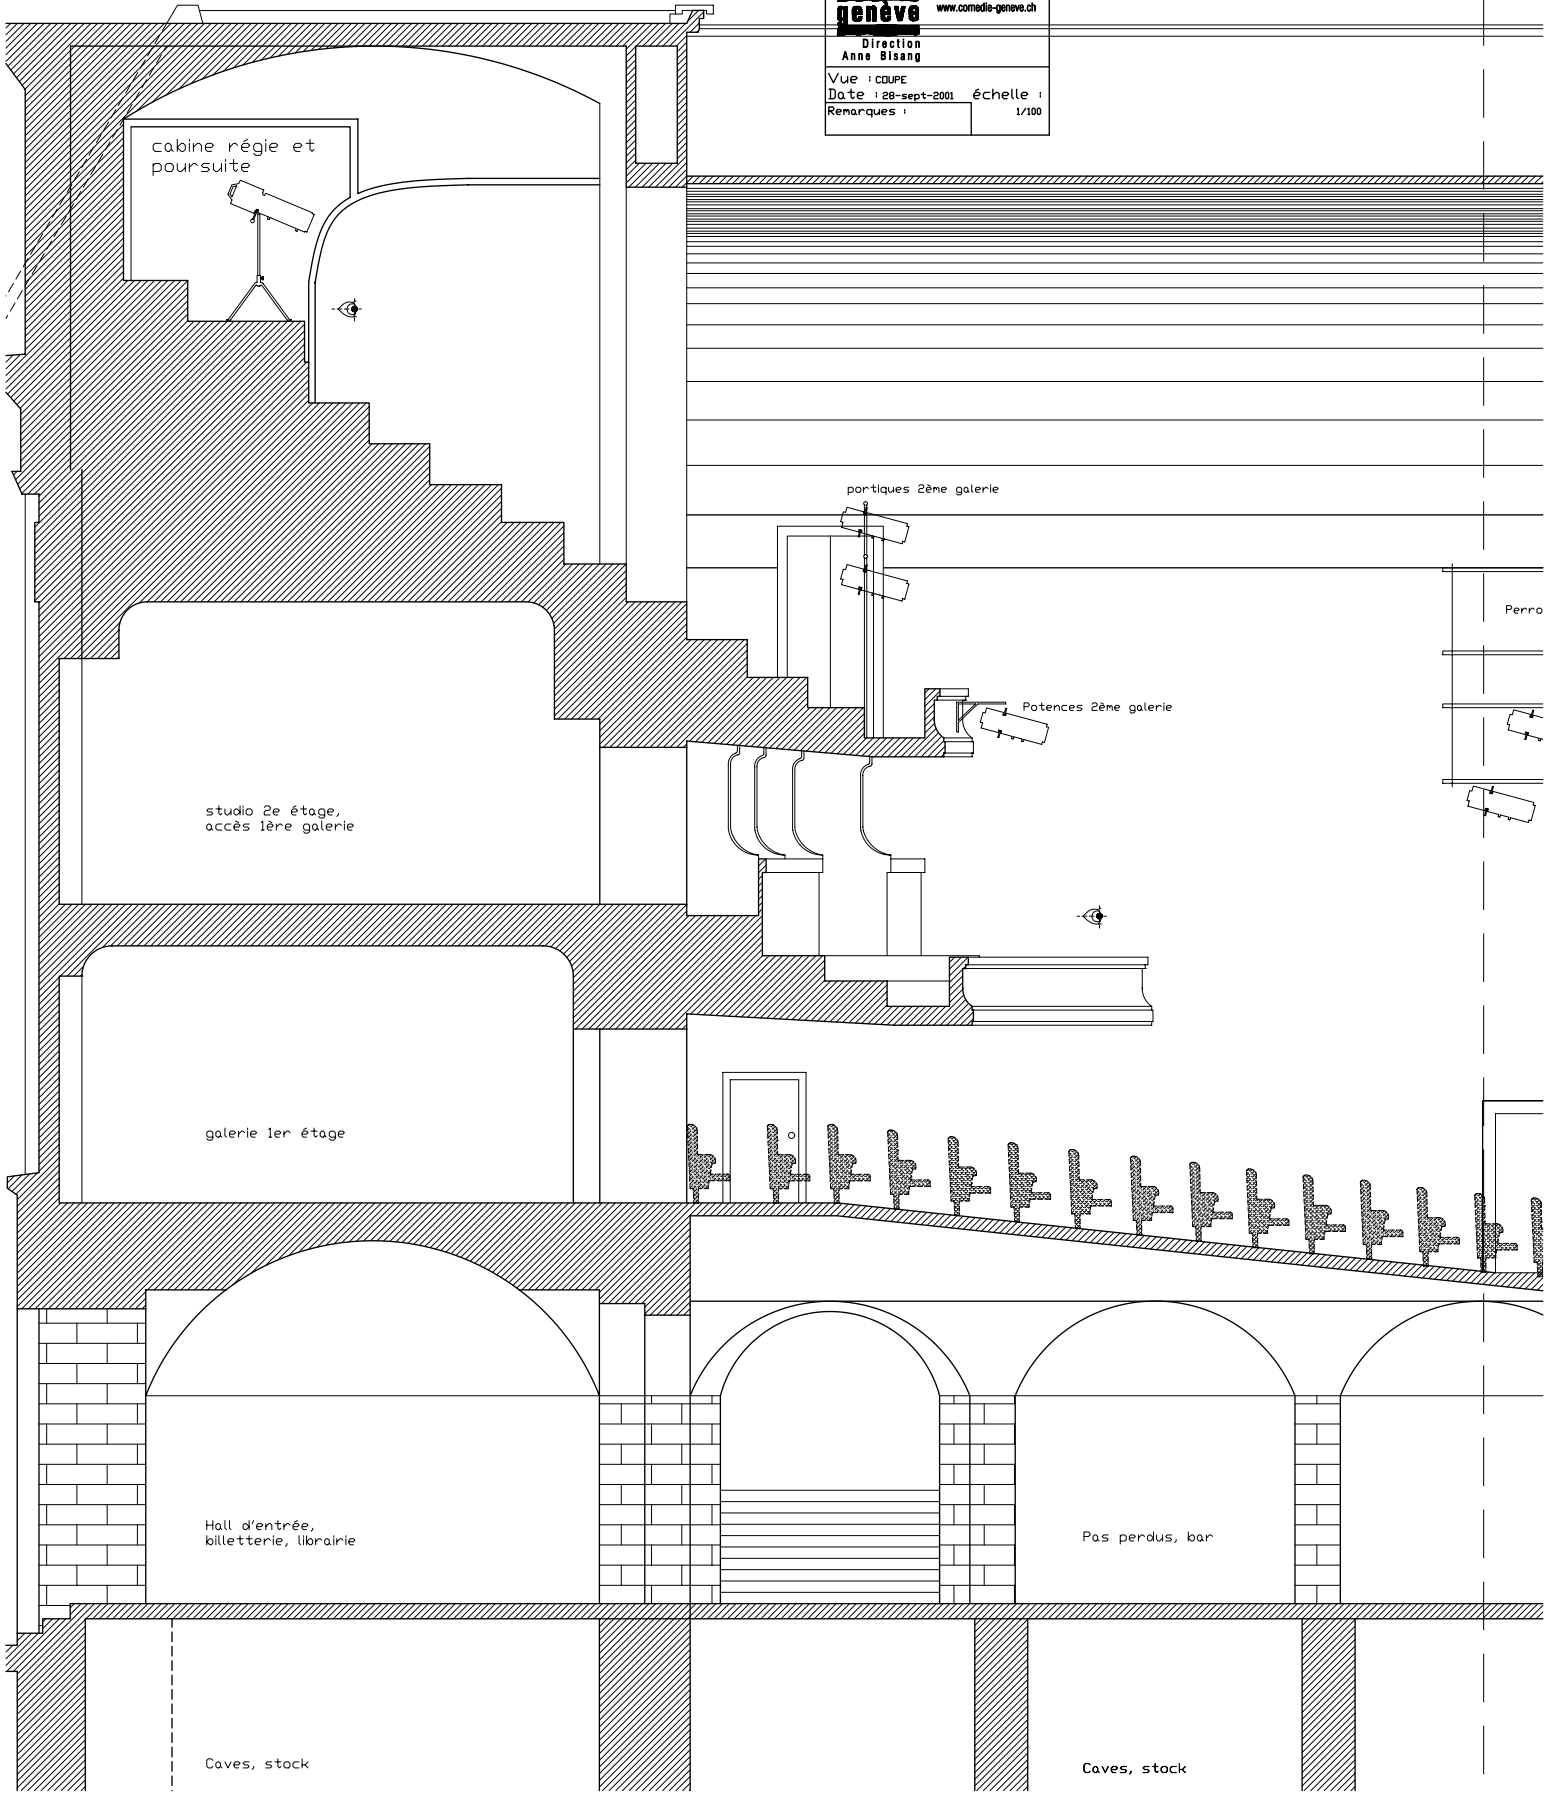 genève
www.comedie-geneve.ch
Direction
Anne Bisang
Vue : COUPE
Date : 28-sept-2001 échelle :
Remarques : 1/100
cabine régie et
poursuite
portiques 2ème galerie
Perro
Potences 2ème galerie
studio 2e étage,
accès 1ère galerie
galerie 1er étage
Hall d'entrée,
billetterie, librairie
Pas perdus, bar
Caves, stock
Caves, stock